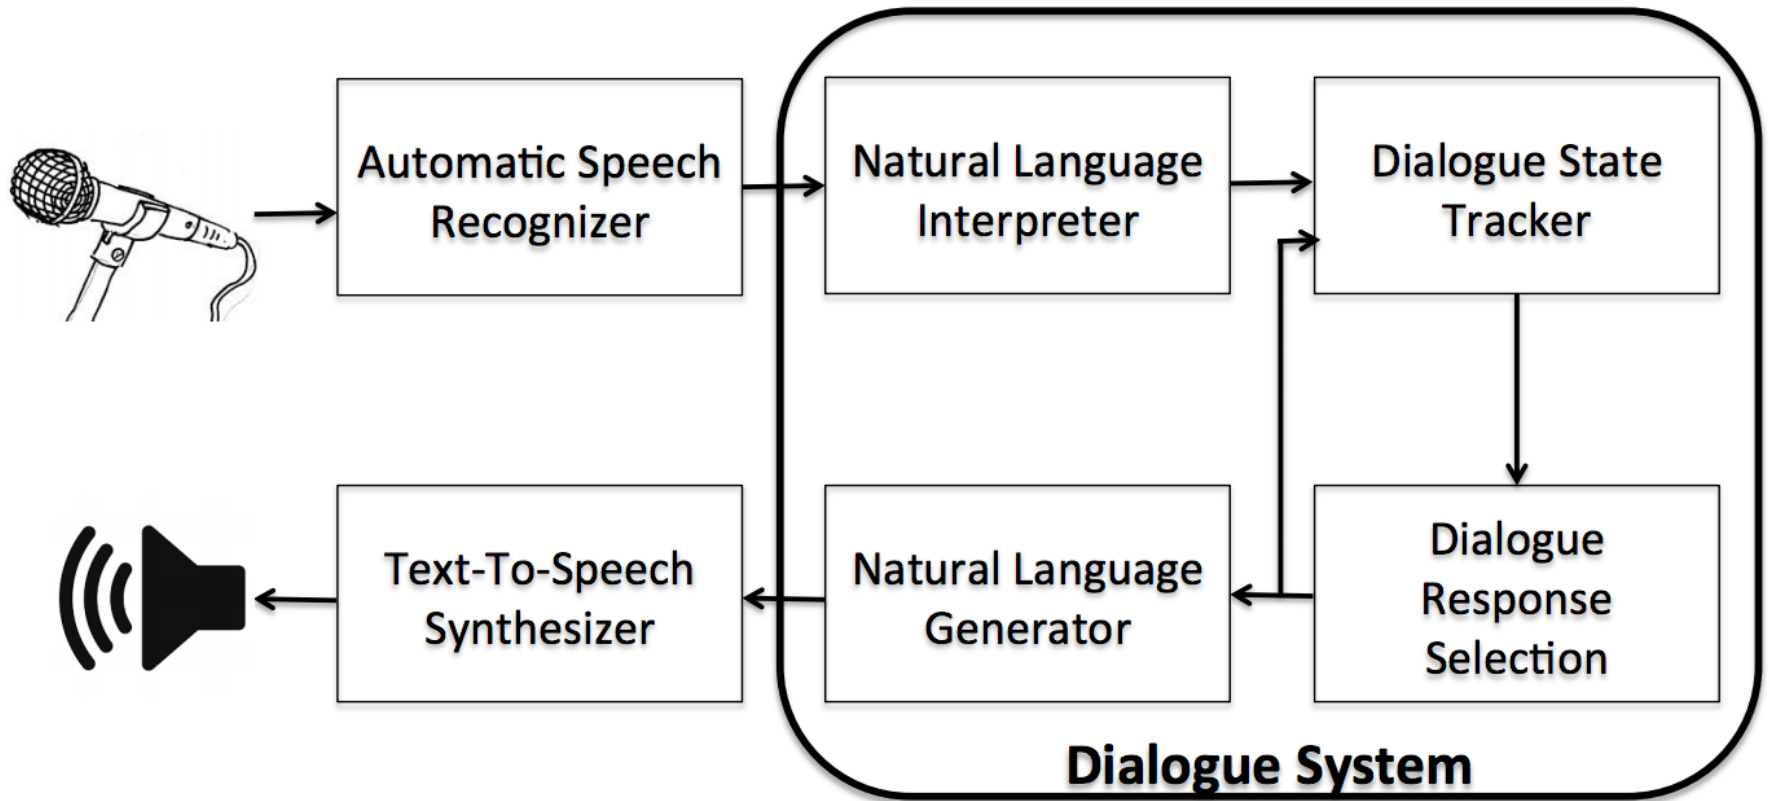 Automatic Speech
Recognizer
Natural Language
Interpreter
Dialogue State
Tracker
Text-To-Speech
Synthesizer
Natural Language
Generator
Dialogue
Response
Selection
Dialogue System